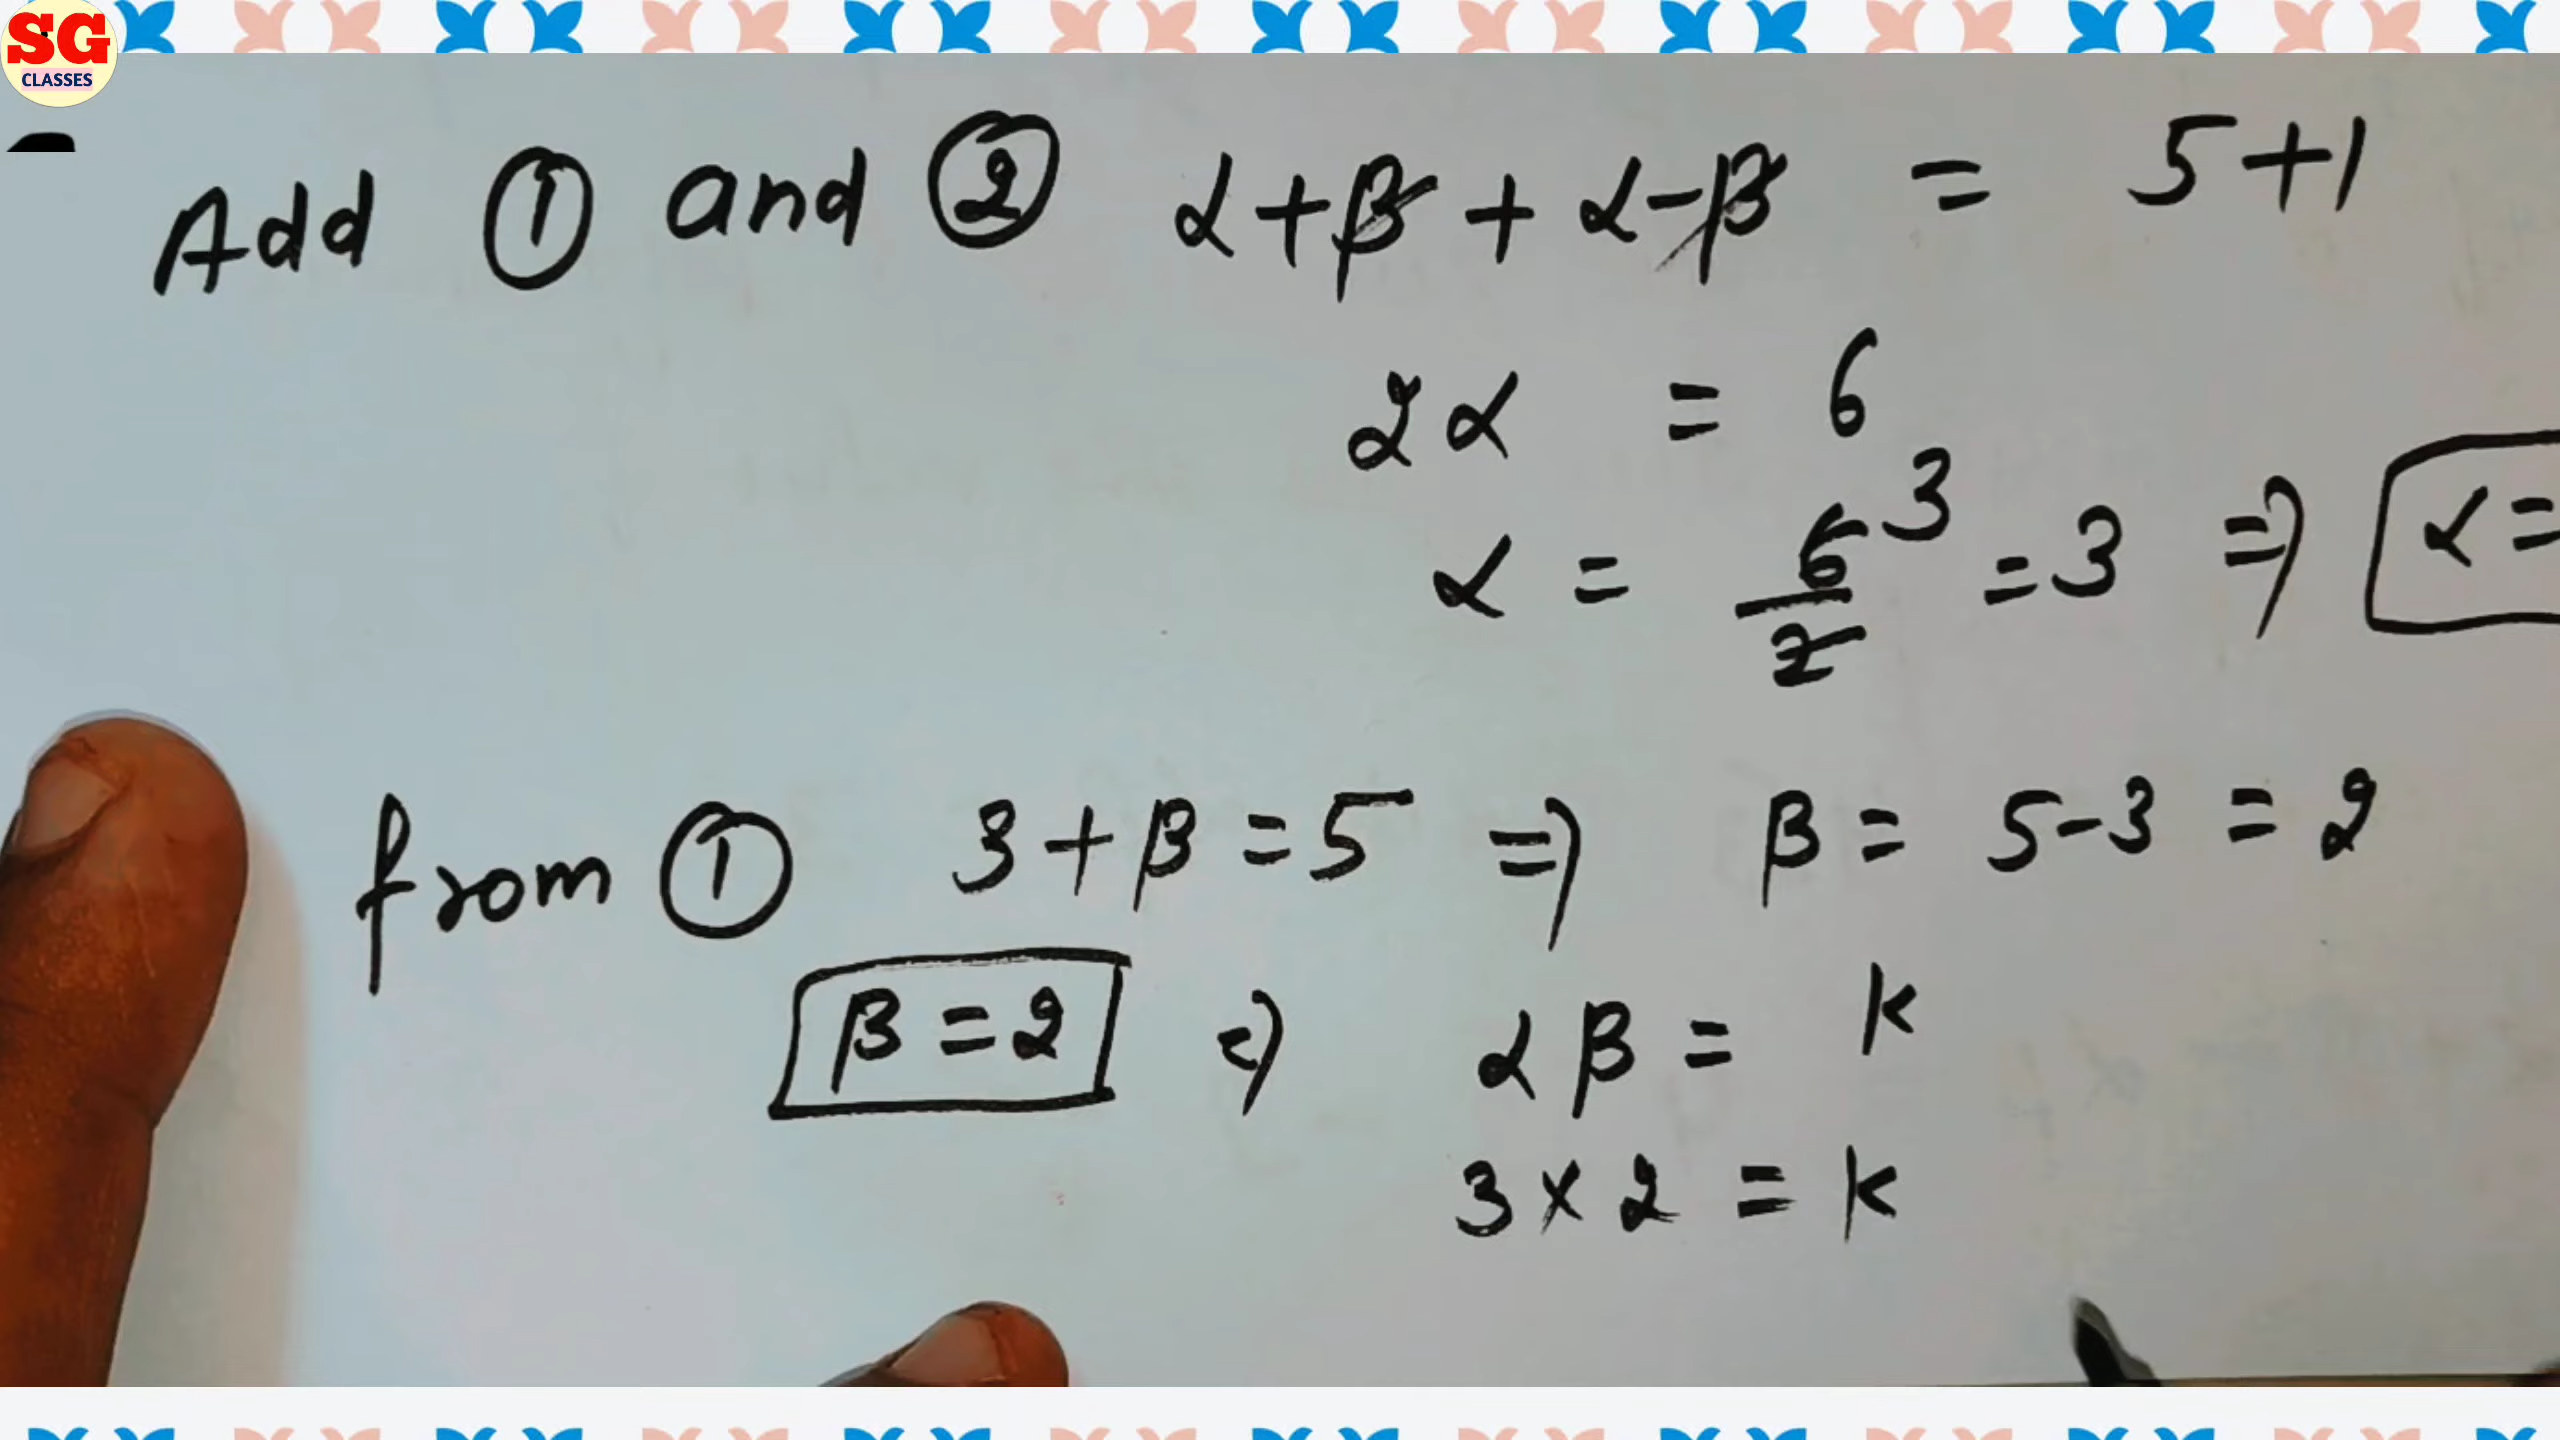 SG
CLASSES
Add ① and ② α+β + α-β = 5+1
2α = 6
α = 6/2 3 = 3 ⇒ α =
from ① 3+β = 5 ⇒ β = 5-3 = 2
β = 2 ⇒ αβ = k
3 × 2 = k